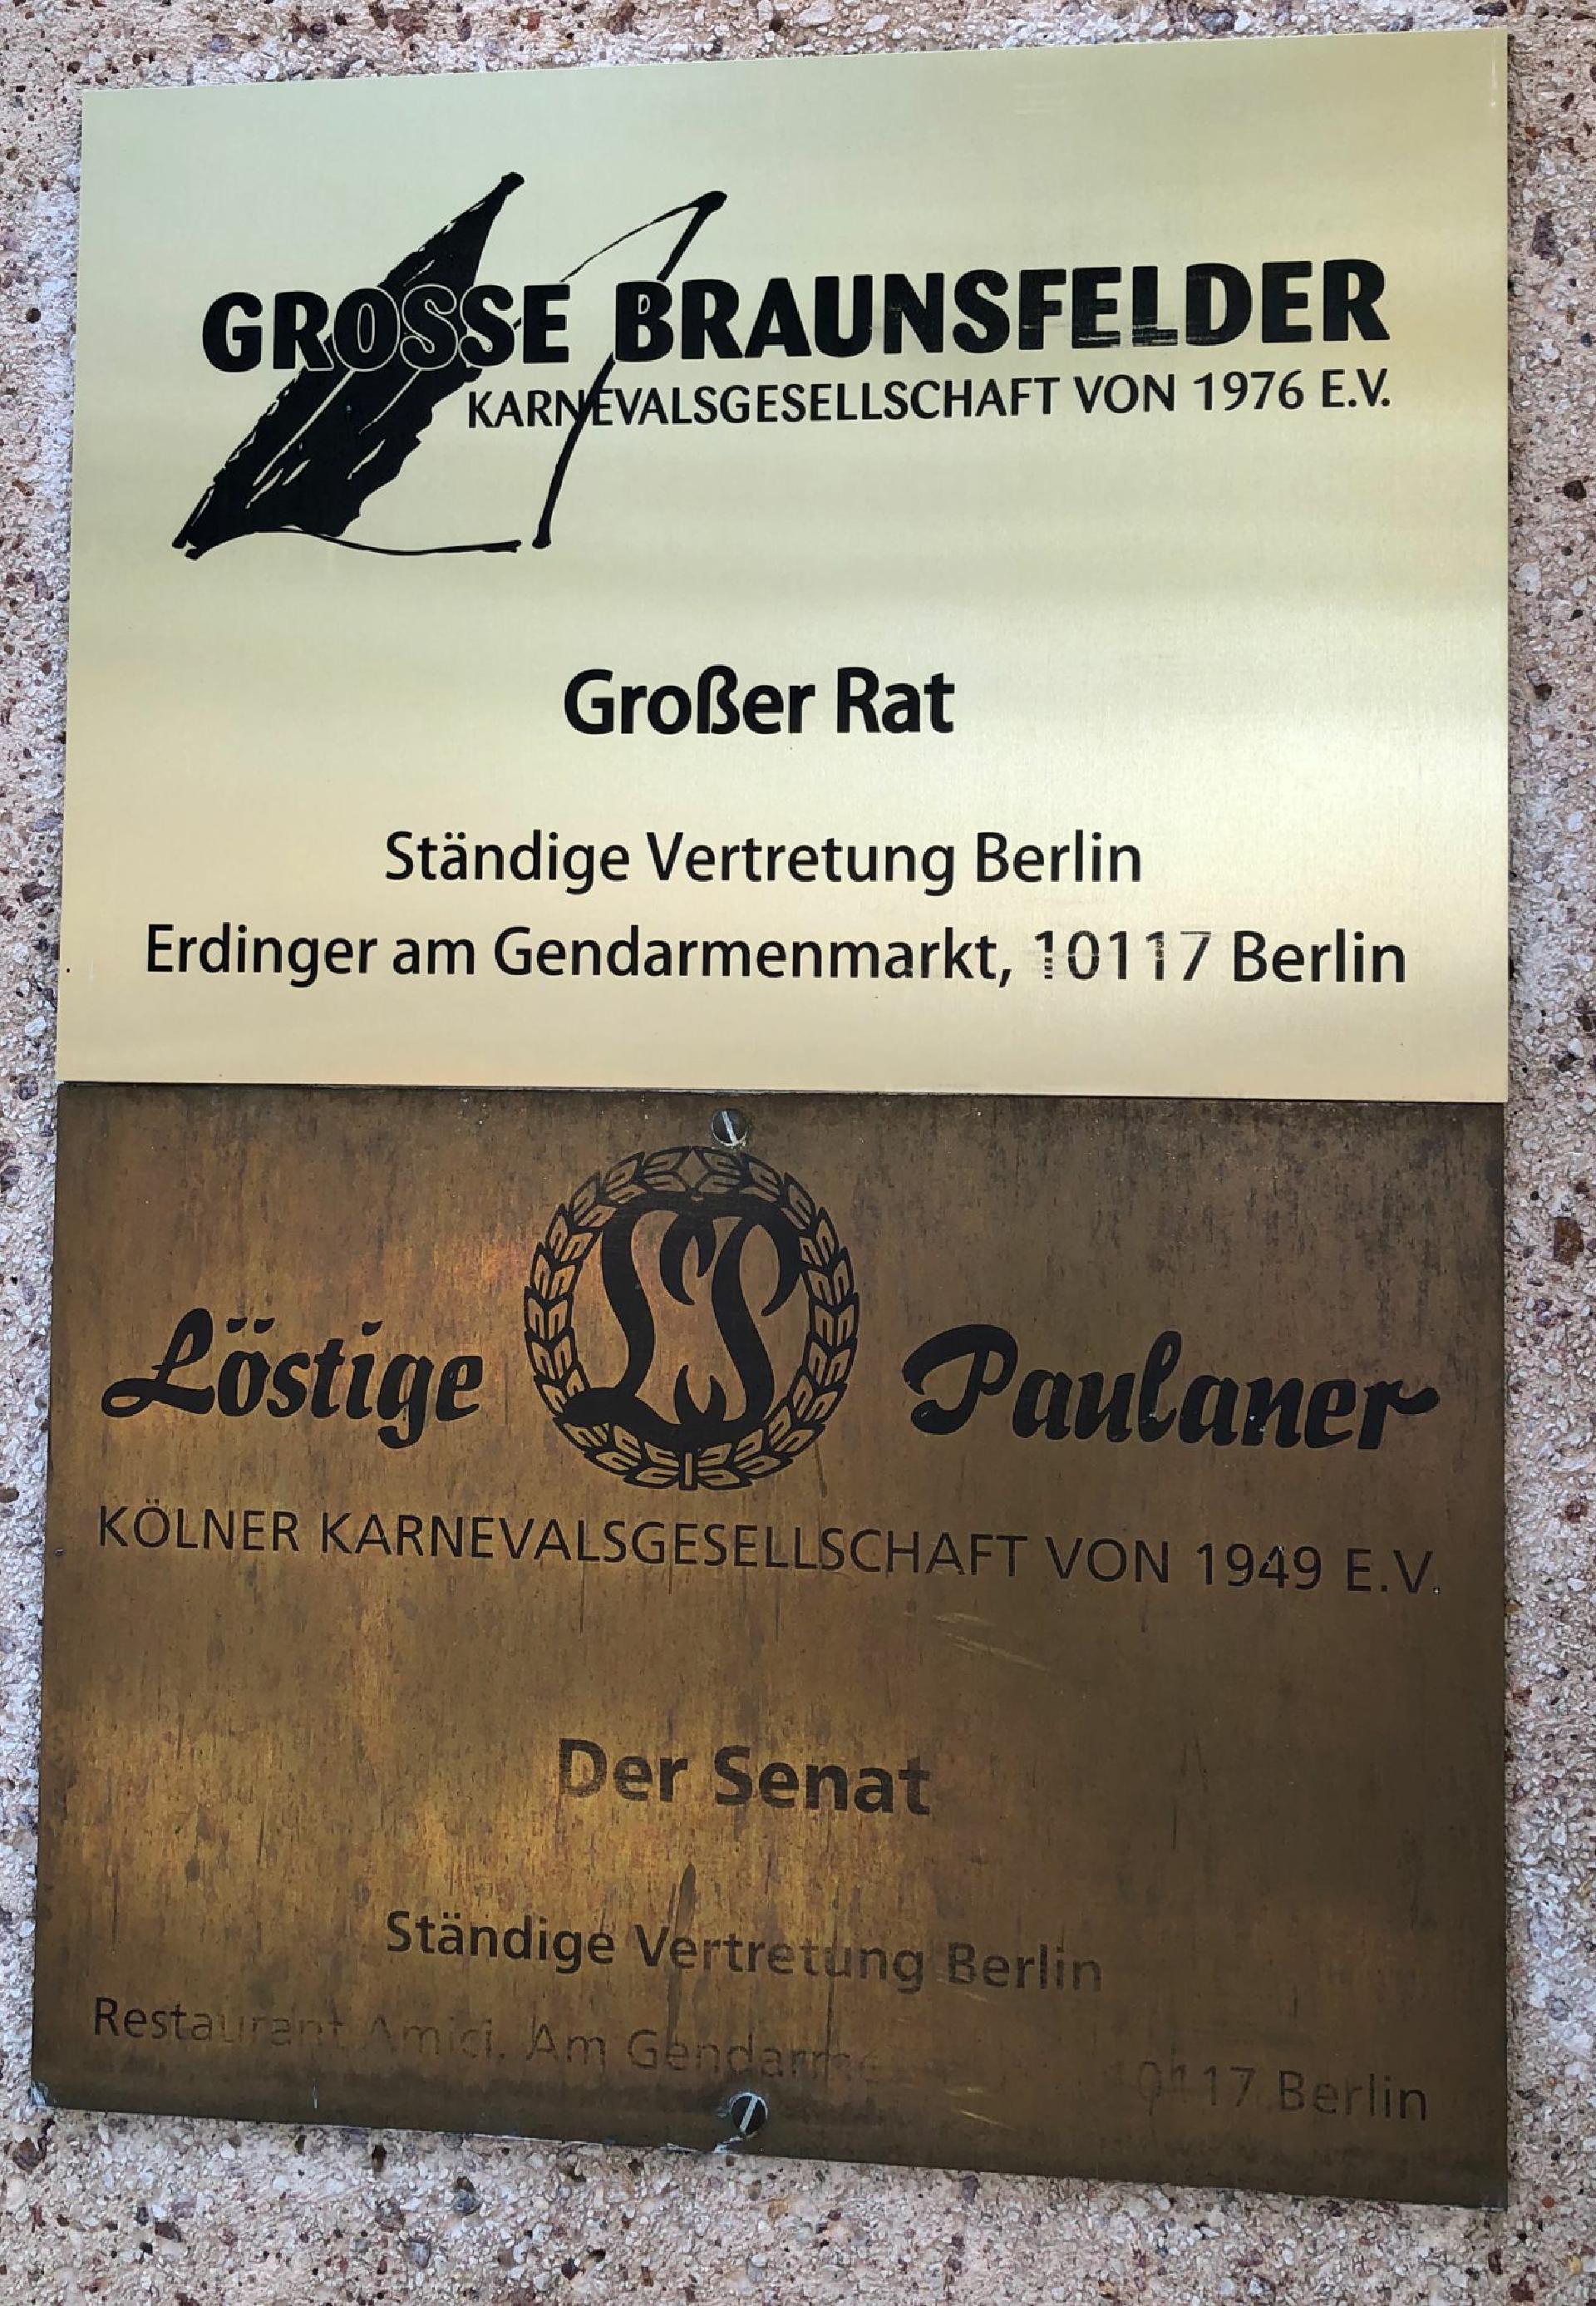 GROSSE BRAUNSFELDER
KARNEVALSGESELLSCHAFT VON 1976 E.V.
Großer Rat
Ständige Vertretung Berlin
Erdinger am Gendarmenmarkt, 10117 Berlin
Löstige LP Paulaner
KÖLNER KARNEVALSGESELLSCHAFT VON 1949 E.V.
Der Senat
Ständige Vertretung Berlin
Restaurant Amici. Am Berlin